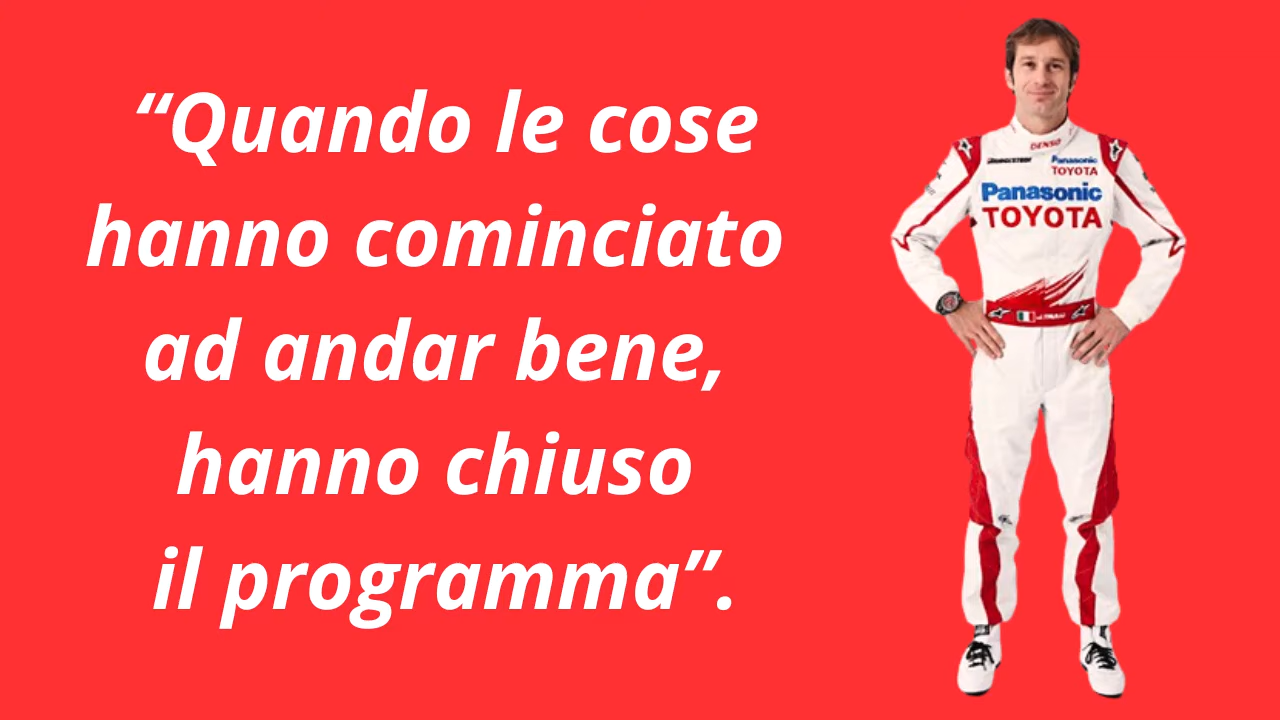 “Quando le cose
hanno cominciato
ad andar bene,
hanno chiuso
il programma”.
DENSO
Panasonic
TOYOTA
Panasonic
TOYOTA